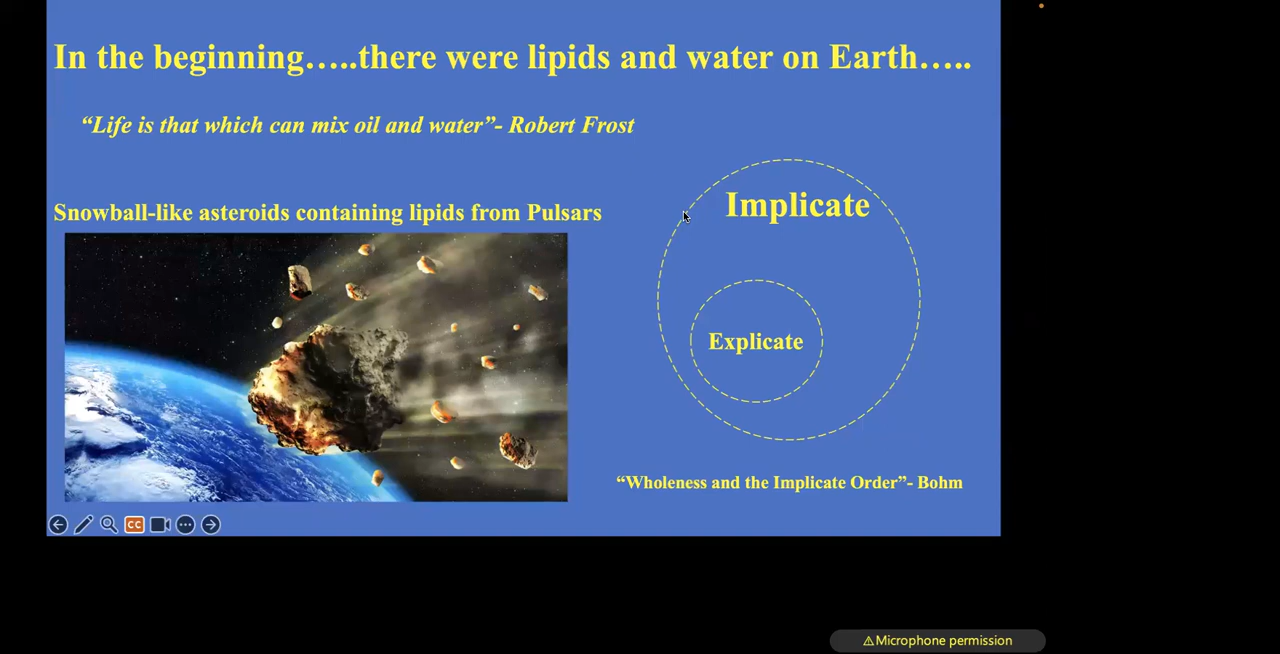 In the beginning…..there were lipids and water on Earth…..
“Life is that which can mix oil and water”- Robert Frost
Snowball-like asteroids containing lipids from Pulsars
Implicate
Explicate
“Wholeness and the Implicate Order”- Bohm
CC
⚠Microphone permission